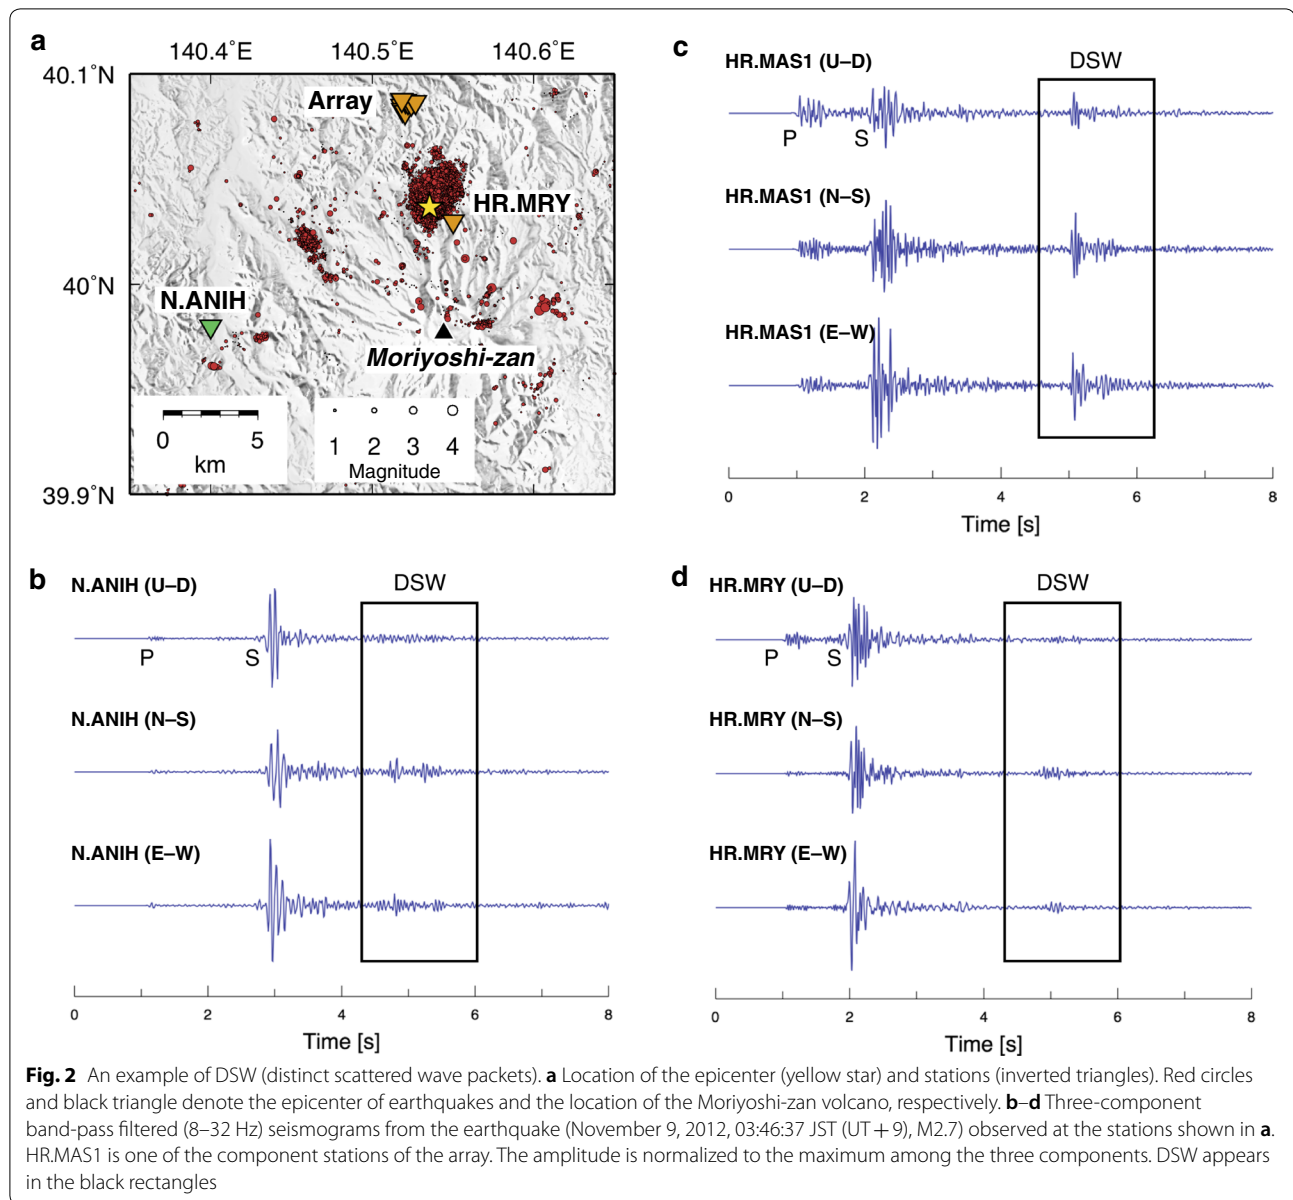 a
140.4˚E 140.5˚E 140.6˚E
40.1˚N
Array
HR.MRY
40˚N
N.ANIH
Moriyoshi-zan
0 5
km
1 2 3 4
Magnitude
39.9˚N
c
HR.MAS1 (U–D)
DSW
P S
HR.MAS1 (N–S)
HR.MAS1 (E–W)
0 2 4 6 8
Time [s]
b
N.ANIH (U–D)
DSW
P S
N.ANIH (N–S)
N.ANIH (E–W)
0 2 4 6 8
Time [s]
d
HR.MRY (U–D)
DSW
P S
HR.MRY (N–S)
HR.MRY (E–W)
0 2 4 6 8
Time [s]
Fig. 2 An example of DSW (distinct scattered wave packets). a Location of the epicenter (yellow star) and stations (inverted triangles). Red circles
and black triangle denote the epicenter of earthquakes and the location of the Moriyoshi-zan volcano, respectively. b–d Three-component
band-pass filtered (8–32 Hz) seismograms from the earthquake (November 9, 2012, 03:46:37 JST (UT + 9), M2.7) observed at the stations shown in a.
HR.MAS1 is one of the component stations of the array. The amplitude is normalized to the maximum among the three components. DSW appears
in the black rectangles